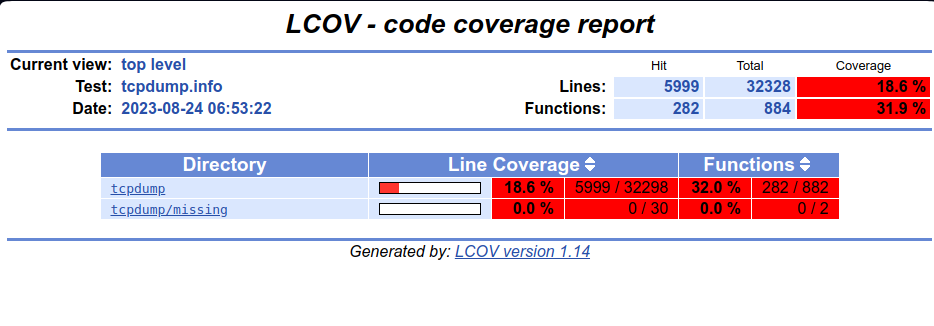 LCOV - code coverage report
Current view: top level Hit Total Coverage
Test: tcpdump.info Lines: 5999 32328 18.6 %
Date: 2023-08-24 06:53:22 Functions: 282 884 31.9 %
Directory Line Coverage Functions
tcpdump 18.6 % 5999 / 32298 32.0 % 282 / 882
tcpdump/missing 0.0 % 0 / 30 0.0 % 0 / 2
Generated by: LCOV version 1.14